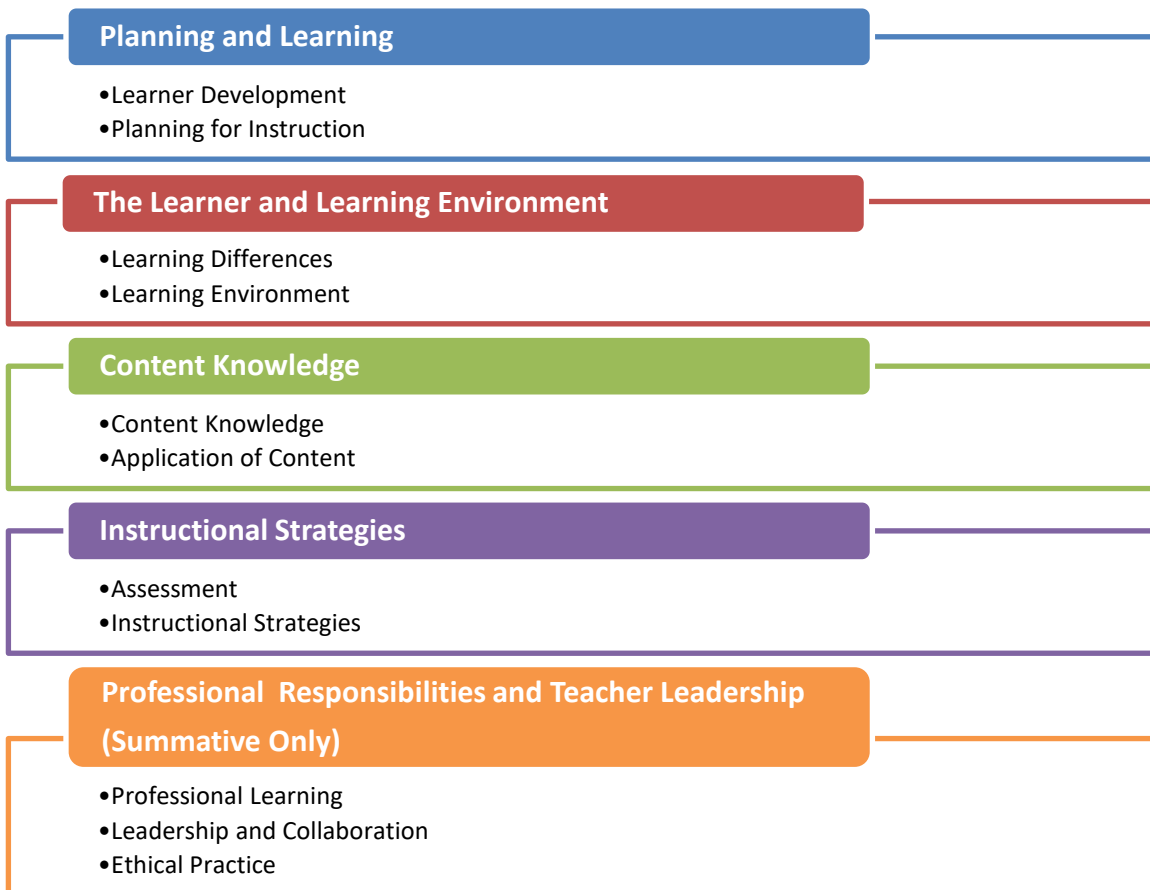 Planning and Learning
•Learner Development
•Planning for Instruction
The Learner and Learning Environment
•Learning Differences
•Learning Environment
Content Knowledge
•Content Knowledge
•Application of Content
Instructional Strategies
•Assessment
•Instructional Strategies
Professional  Responsibilities and Teacher Leadership
(Summative Only)
•Professional Learning
•Leadership and Collaboration
•Ethical Practice